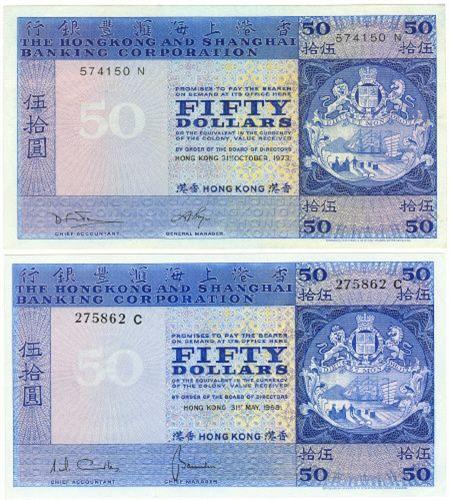 行銀豐滙海上港香
THE HONGKONG AND SHANGHAI
BANKING CORPORATION
574150 N
50
拾伍
574150 N
伍拾圓
50
PROMISES TO PAY THE BEARER
ON DEMAND AT ITS OFFICE HERE
FIFTY
DOLLARS
OR THE EQUIVALENT IN THE CURRENCY
OF THE COLONY, VALUE RECEIVED
BY ORDER OF THE BOARD OF DIRECTORS
HONG KONG 31ST OCTOBER, 1973.
港香 HONG KONG 港香
CHIEF ACCOUNTANT
GENERAL MANAGER
50
拾伍
拾伍
50
50
行銀豐滙海上港香
THE HONGKONG AND SHANGHAI
BANKING CORPORATION
275862 C
50
50
拾伍
275862 C
伍拾圓
50
PROMISES TO PAY THE BEARER
ON DEMAND AT ITS OFFICE HERE
FIFTY
DOLLARS
OR THE EQUIVALENT IN THE CURRENCY
OF THE COLONY, VALUE RECEIVED
BY ORDER OF THE BOARD OF DIRECTORS
HONG KONG 31ST MAY, 1968.
港香 HONG KONG 港香
CHIEF ACCOUNTANT
CHIEF MANAGER
拾伍
拾伍
50
50